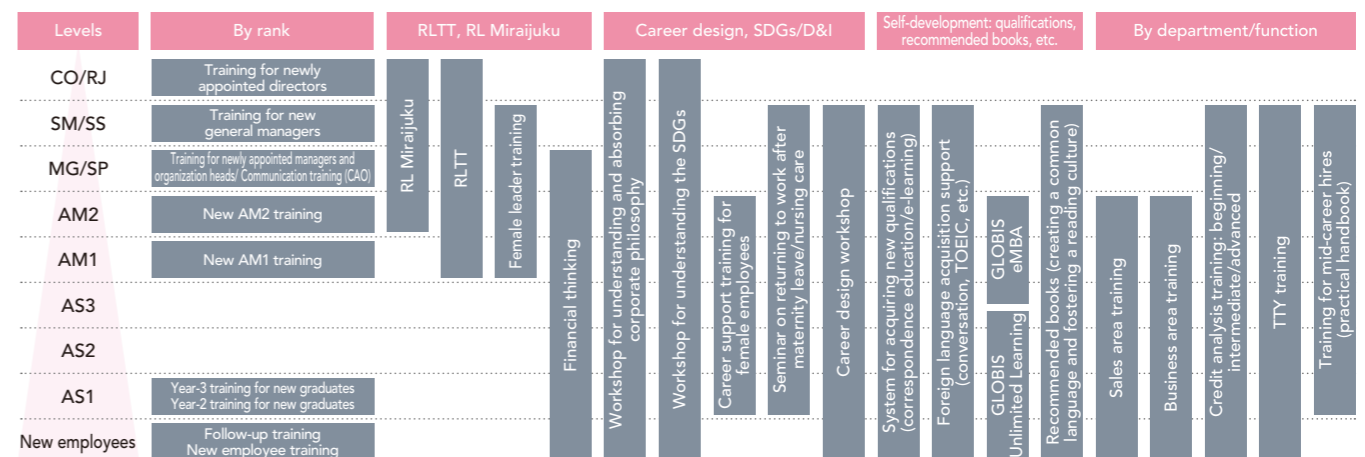 Levels
By rank
RLTT, RL Miraijuku
Career design, SDGs/D&I
Self-development: qualifications,
recommended books, etc.
By department/function
CO/RJ
SM/SS
MG/SP
AM2
AM1
AS3
AS2
AS1
New employees
Training for newly
appointed directors
Training for new
general managers
Training for newly appointed managers and
organization heads/ Communication training (CAO)
New AM2 training
New AM1 training
Year-3 training for new graduates
Year-2 training for new graduates
Follow-up training
New employee training
RL Miraijuku
RLTT
Female leader training
Financial thinking
Workshop for understanding and absorbing
corporate philosophy
Workshop for understanding the SDGs
Career support training for
female employees
Seminar on returning to work after
maternity leave/nursing care
Career design workshop
System for acquiring new qualifications
(correspondence education/e-learning)
Foreign language acquisition support
(conversation, TOEIC, etc.)
GLOBIS
eMBA
GLOBIS
Unlimited Learning
Recommended books (creating a common
language and fostering a reading culture)
Sales area training
Business area training
Credit analysis training: beginning/
intermediate/advanced
TTY training
Training for mid-career hires
(practical handbook)